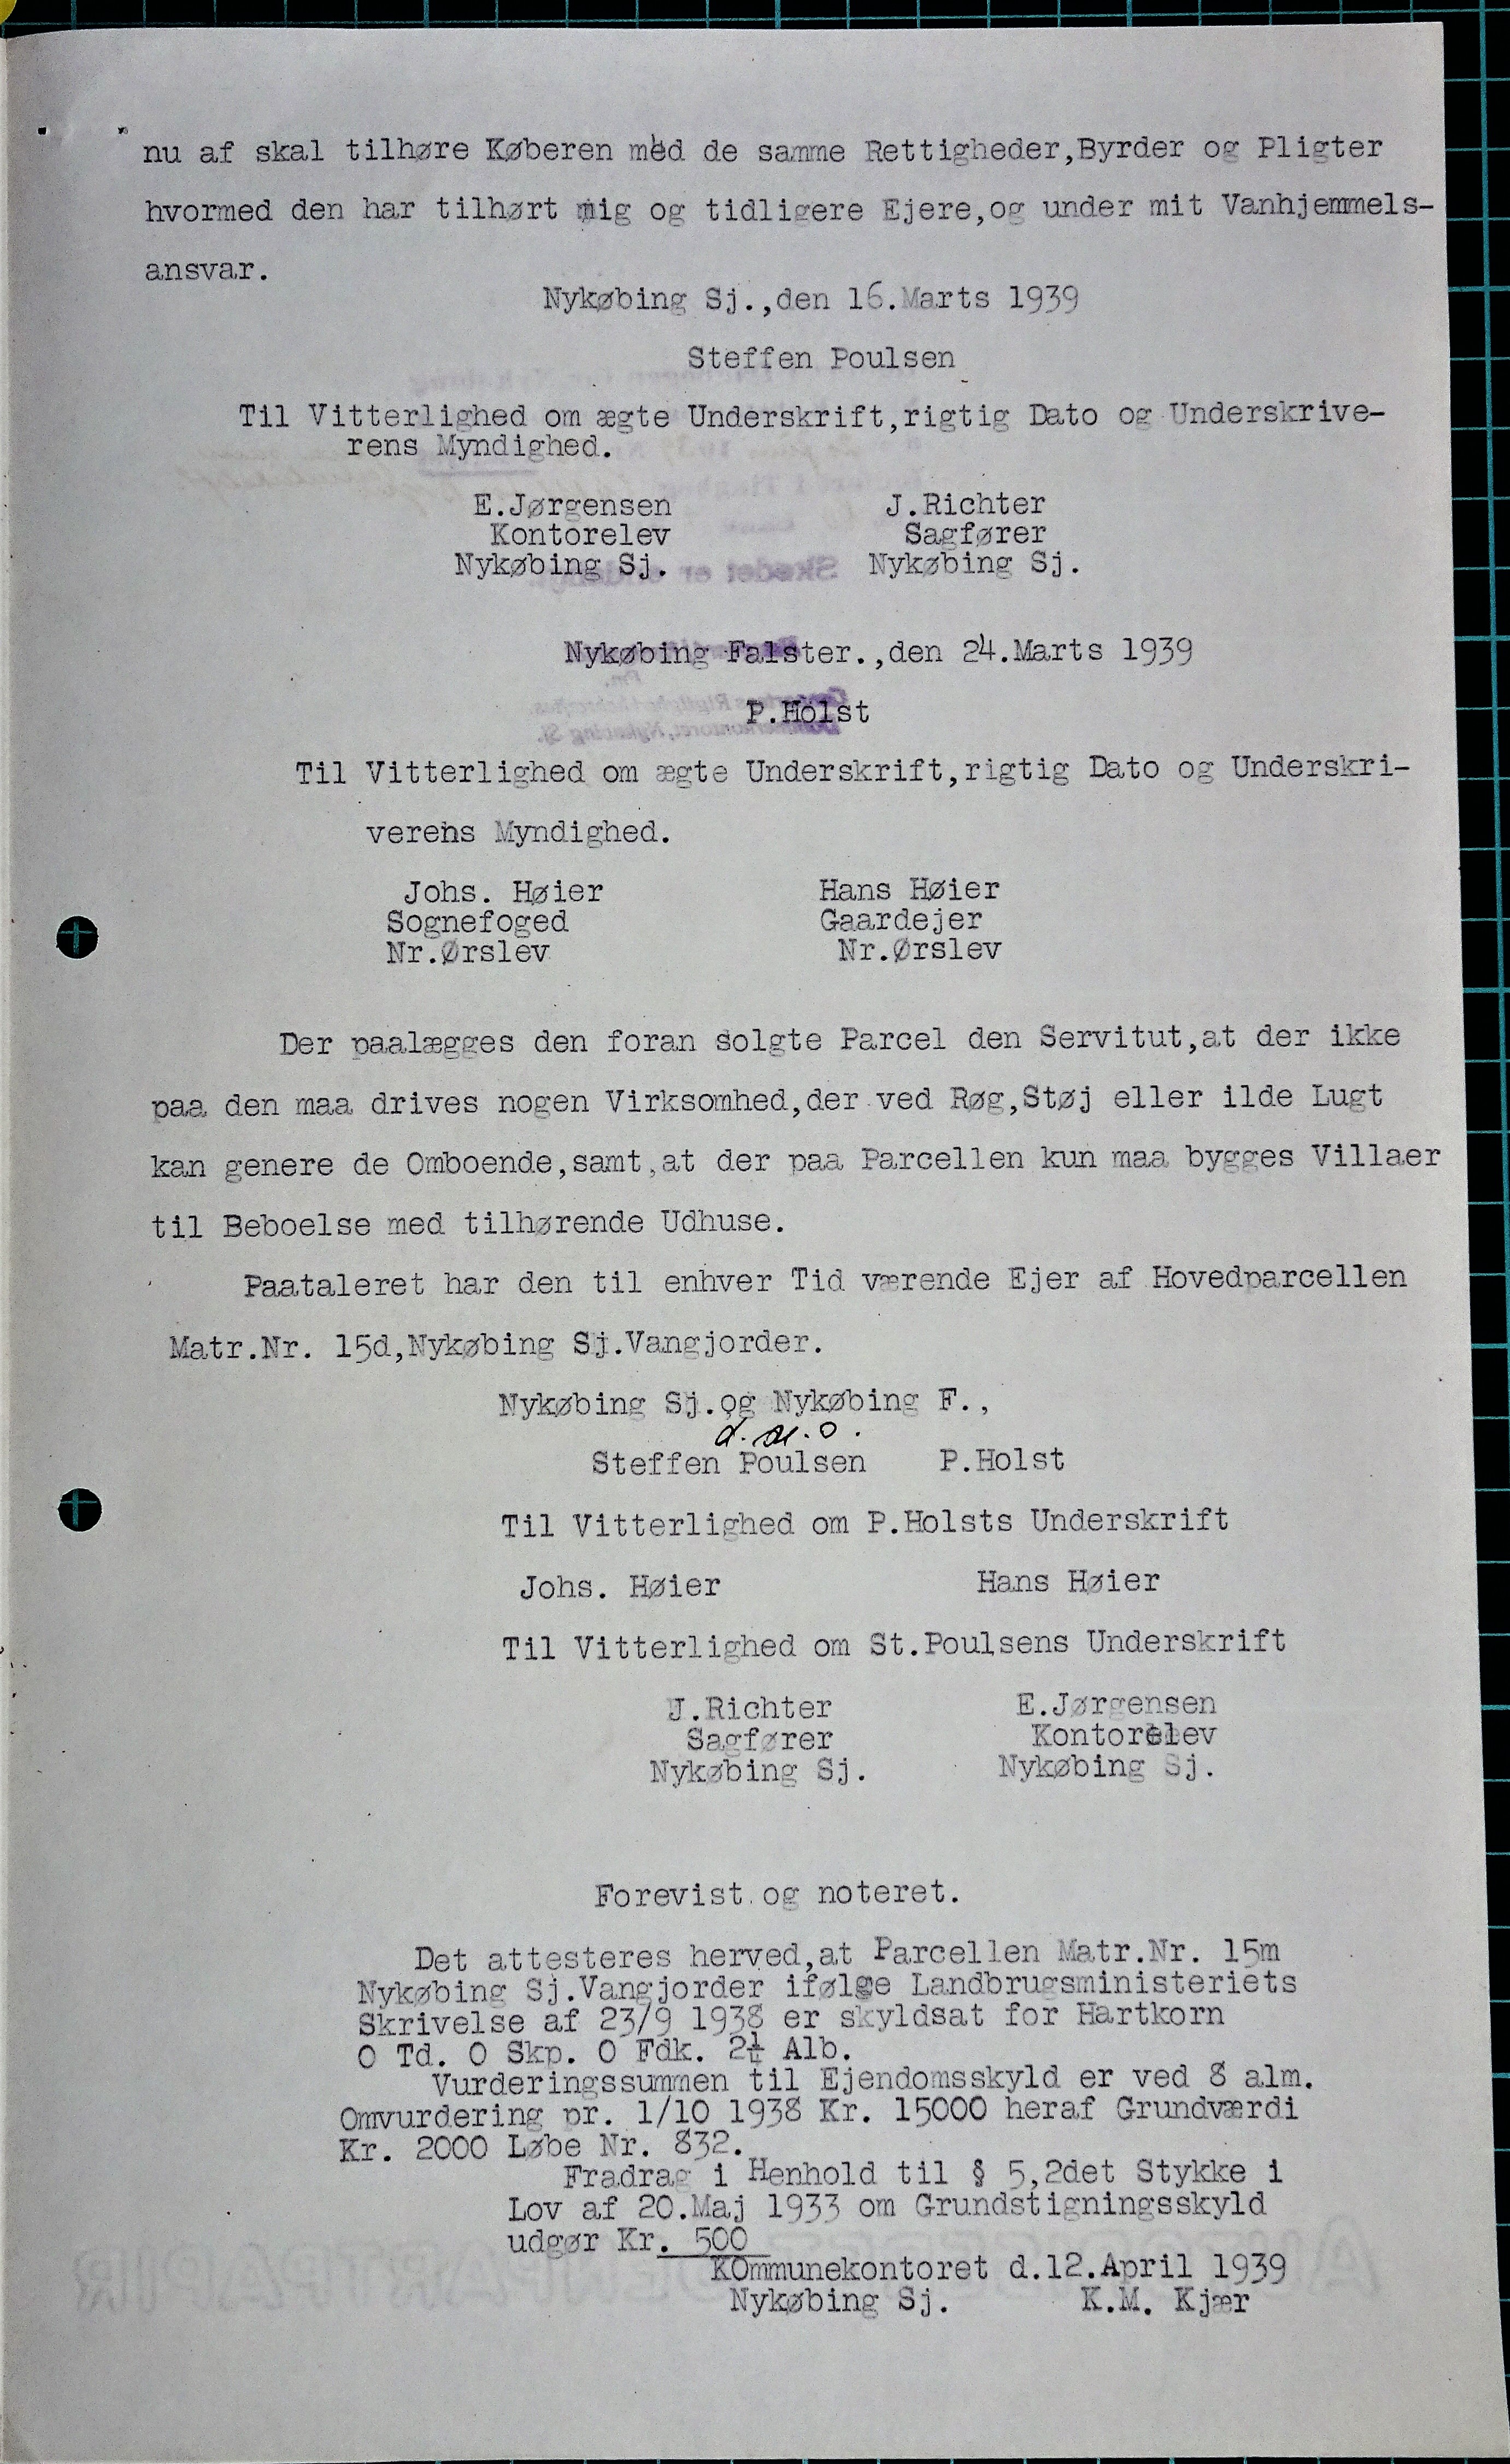 nu af skal tilhøre Køberen med de samme Rettigheder,Byrder og Pligter
hvormed den har tilhørt mig og tidligere Ejere,og under mit Vanhjemmels-
ansvar.
Nykøbing Sj.,den 16.Marts 1939
Steffen Poulsen
Til Vitterlighed om ægte Underskrift,rigtig Dato og Underskrive-
rens Myndighed.
E.Jørgensen J.Richter
Kontorelev Sagfører
Nykøbing Sj. Nykøbing Sj.
Nykøbing Falster.,den 24.Marts 1939
P.Holst
Til Vitterlighed om ægte Underskrift,rigtig Dato og Underskri-
verens Myndighed.
Johs. Høier Hans Høier
Sognefoged Gaardejer
Nr.Ørslev Nr.Ørslev
Der paalægges den foran solgte Parcel den Servitut,at der ikke
paa den maa drives nogen Virksomhed,der ved Røg,Støj eller ilde Lugt
kan genere de Omboende,samt,at der paa Parcellen kun maa bygges Villaer
til Beboelse med tilhørende Udhuse.
Paataleret har den til enhver Tid værende Ejer af Hovedparcellen
Matr.Nr. 15d,Nykøbing Sj.Vangjorder.
Nykøbing Sj.og Nykøbing F.,
d. u. o.
Steffen Poulsen P.Holst
Til Vitterlighed om P.Holsts Underskrift
Johs. Høier Hans Høier
Til Vitterlighed om St.Poulsens Underskrift
J.Richter E.Jørgensen
Sagfører Kontorelev
Nykøbing Sj. Nykøbing Sj.
Forevist og noteret.
Det attesteres herved,at Parcellen Matr.Nr. 15m
Nykøbing Sj.Vangjorder ifølge Landbrugsministeriets
Skrivelse af 23/9 1938 er skyldsat for Hartkorn
0 Td. 0 Skp. 0 Fdk. 2¼ Alb.
Vurderingssummen til Ejendomsskyld er ved 8 alm.
Omvurdering pr. 1/10 1938 Kr. 15000 heraf Grundværdi
Kr. 2000 Løbe Nr. 832.
Fradrag i Henhold til § 5,2det Stykke i
Lov af 20.Maj 1933 om Grundstigningsskyld
udgør Kr. 500
KOmmunekontoret d.12.April 1939
Nykøbing Sj. K.M. Kjær